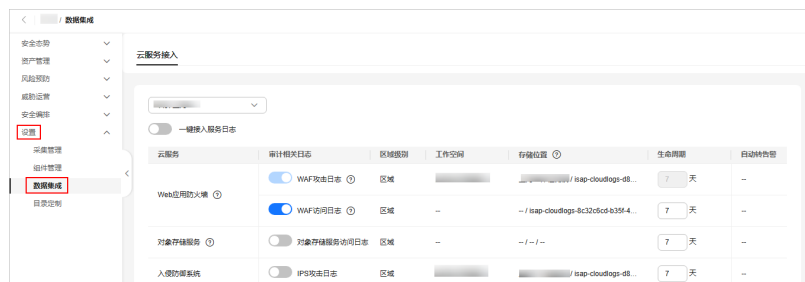 / 数据集成
安全态势
资产管理
风险预防
威胁运营
安全编排
设置
采集管理
组件管理
数据集成
目录定制
云服务接入
一键接入服务日志
云服务 审计相关日志 区域级别 工作空间 存储位置 生命周期 自动转告警
Web应用防火墙
WAF攻击日志 区域 / isap-cloudlogs-d8... 7 天 --
WAF访问日志 区域 -- -- / isap-cloudlogs-8c32c6cd-b35f-4... 7 天 --
对象存储服务 对象存储服务访问日志 区域 -- -- / -- / -- 7 天 --
入侵防御系统 IPS攻击日志 区域 / isap-cloudlogs-d8... 7 天 --